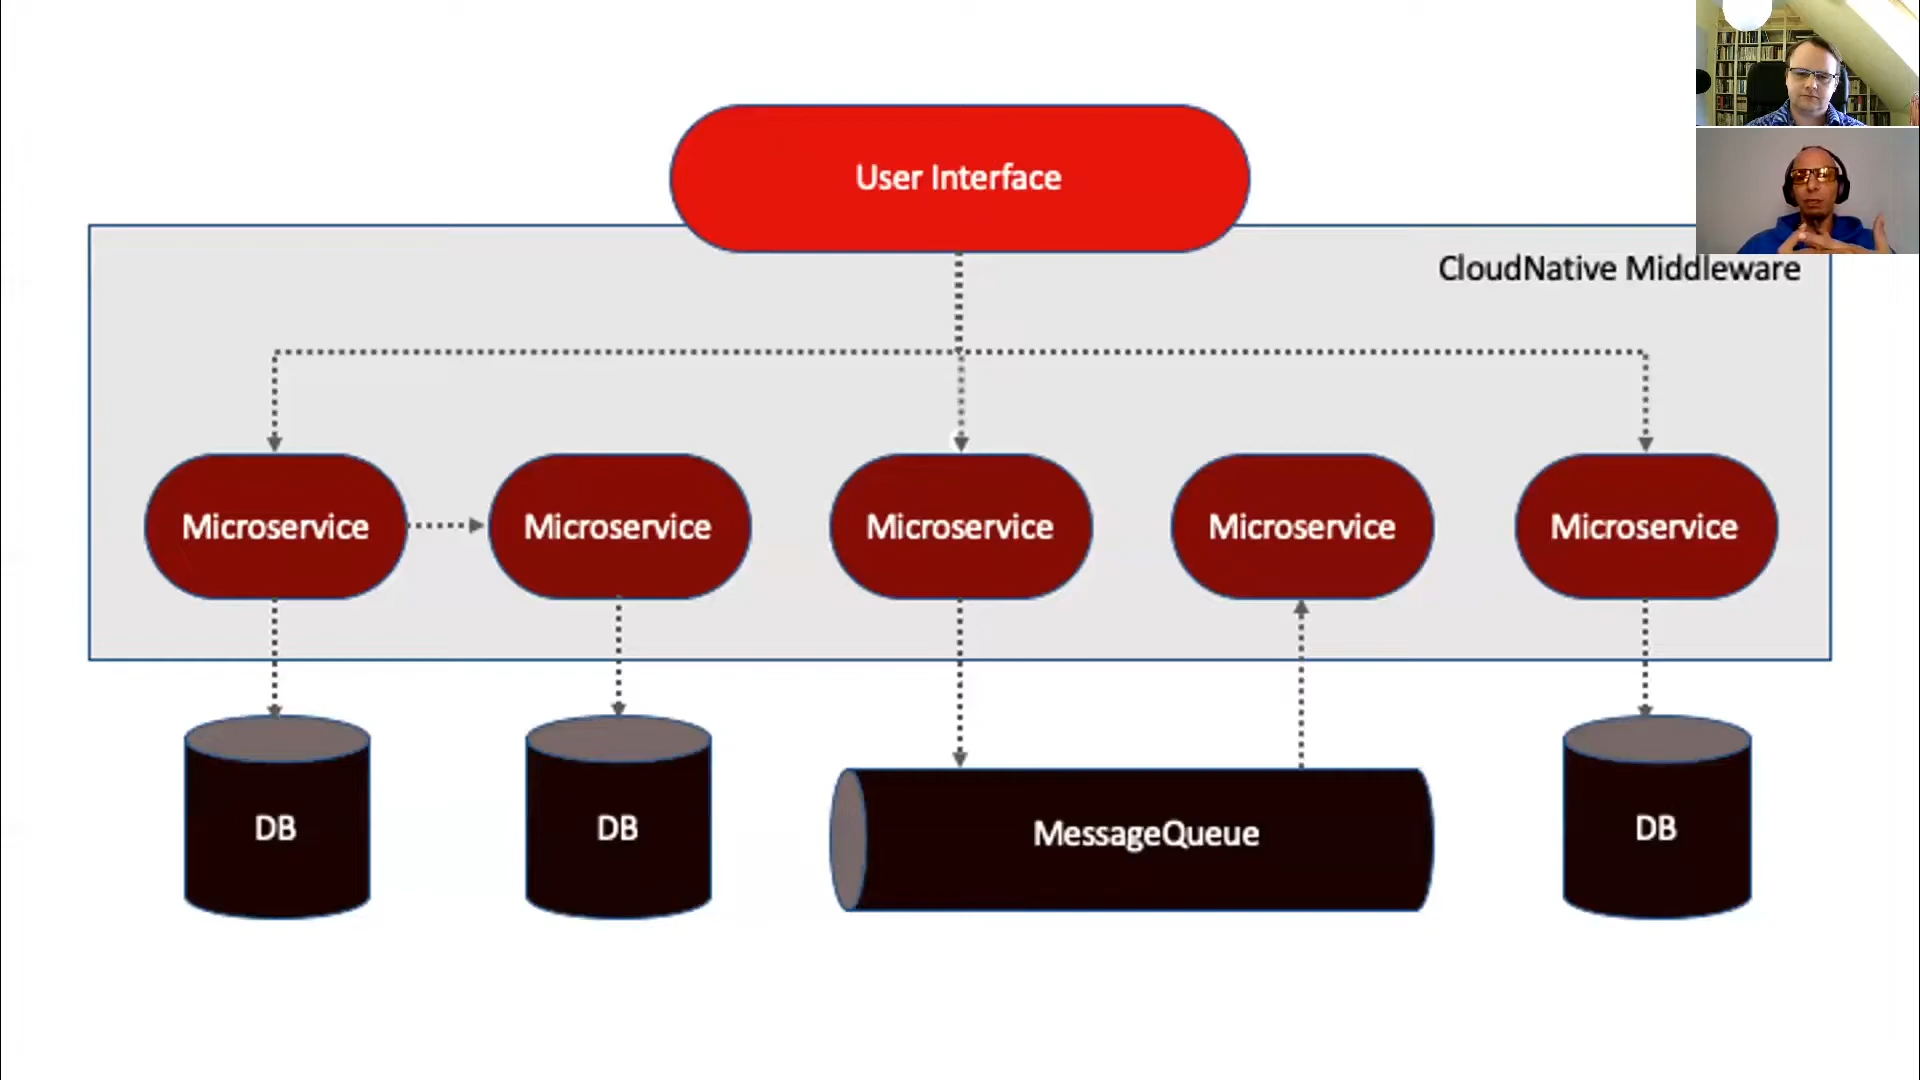 User Interface
CloudNative Middleware
Microservice
Microservice
Microservice
Microservice
Microservice
DB
DB
MessageQueue
DB